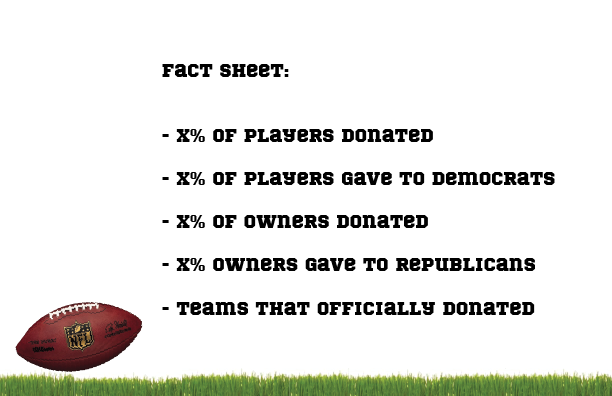 Fact Sheet:
- X% of Players Donated
- X% of Players Gave to Democrats
- X% of Owners Donated
- X% Owners Gave to Republicans
- Teams that Officially Donated
NFL